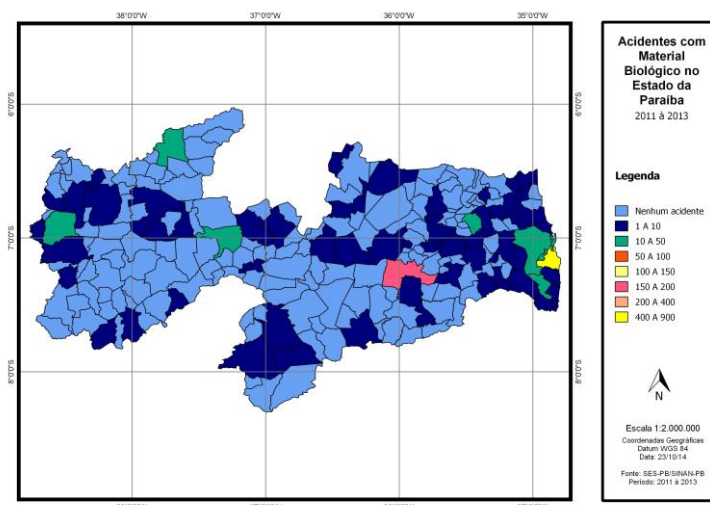 38°0'0"W 37°0'0"W 36°0'0"W 35°0'0"W
6°0'0"S 6°0'0"S
7°0'0"S 7°0'0"S
8°0'0"S 8°0'0"S
Acidentes com
Material
Biológico no
Estado da
Paraíba
2011 à 2013
Legenda
Nenhum acidente
1 A 10
10 A 50
50 A 100
100 A 150
150 A 200
200 A 400
400 A 900
N
Escala 1:2.000.000
Coordenadas Geográficas
Datum WGS 84
Data: 23/10/14
Fonte: SES-PB/SINAN-PB
Período: 2011 à 2013